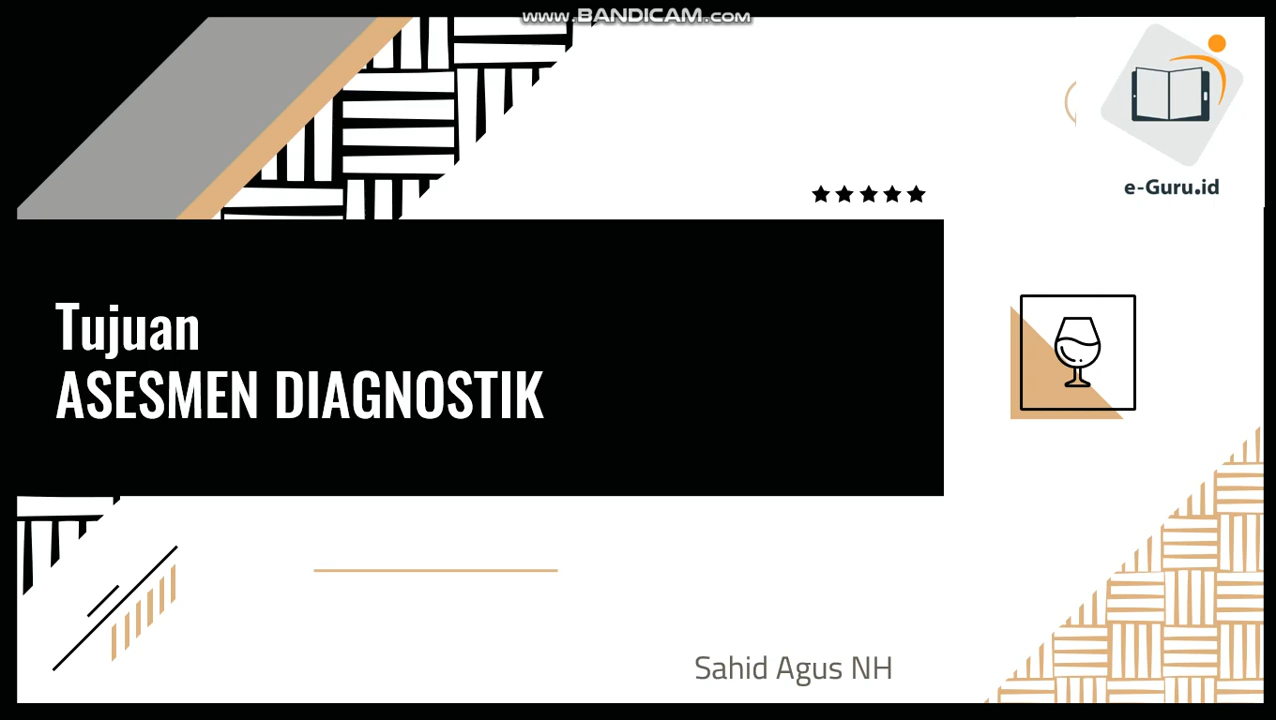 www.BANDICAM.com
e-Guru.id
Tujuan
ASESMEN DIAGNOSTIK
Sahid Agus NH